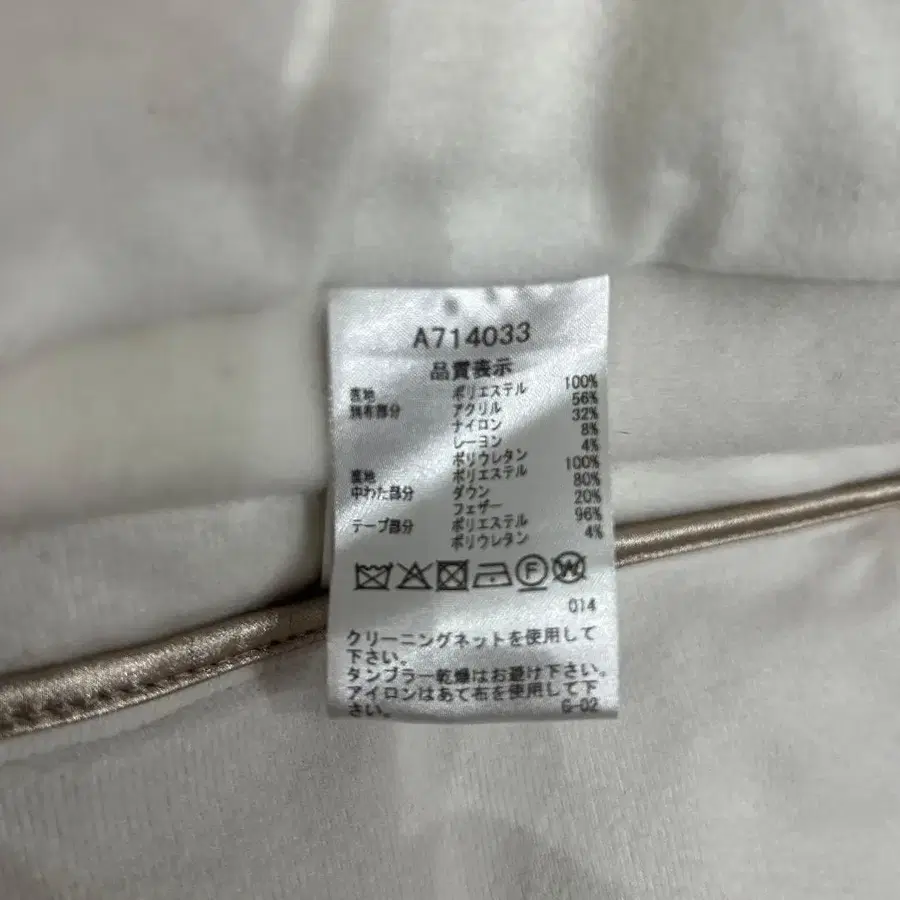 A714033
品質表示
表地 ポリエステル 100%
別布部分 アクリル 56%
ナイロン 32%
レーヨン 8%
ポリウレタン 4%
裏地 ポリエステル 100%
中わた部分 ダウン 80%
フェザー 20%
テープ部分 ポリエステル 96%
ポリウレタン 4%
F W
014
クリーニングネットを使用して
下さい。
タンブラー乾燥はお避け下さい。
アイロンはあて布を使用して下
さい。 G-02